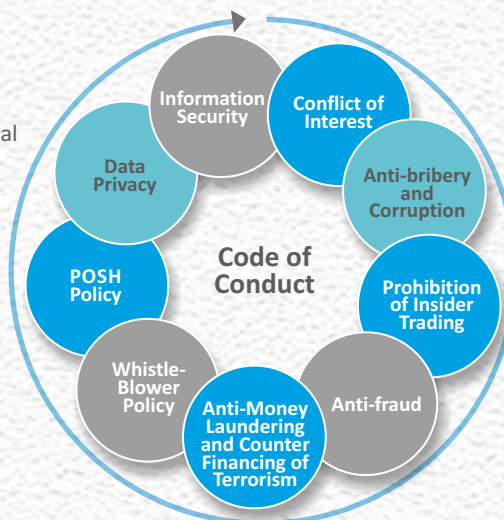 al
Information
Security
Conflict of
Interest
Anti-bribery
and
Corruption
Prohibition
of Insider
Trading
Anti-fraud
Anti-Money
Laundering
and Counter
Financing of
Terrorism
Whistle-
Blower
Policy
POSH
Policy
Data
Privacy
Code of
Conduct